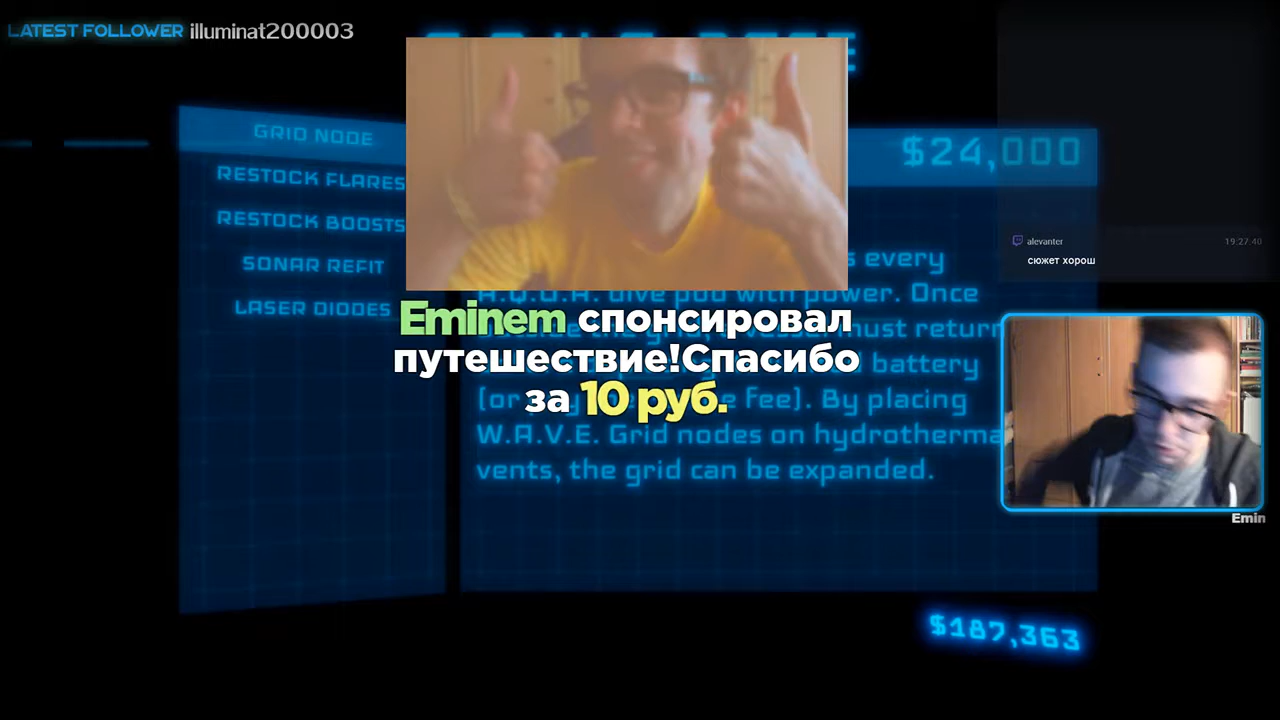 LATEST FOLLOWER illuminat200003
GRID NODE
RESTOCK FLARES
RESTOCK BOOSTS
SONAR REFIT
LASER DIODES
$24,000
every
A.Q.U.A. dive pod with power. Once
must return
battery
(or Fee). By placing
W.A.V.E. Grid nodes on hydrotherma
vents, the grid can be expanded.
Eminem спонсировал
путешествие!Спасибо
за 10 руб.
alevanter 19:27.40
сюжет хорош
Emin
$187,363